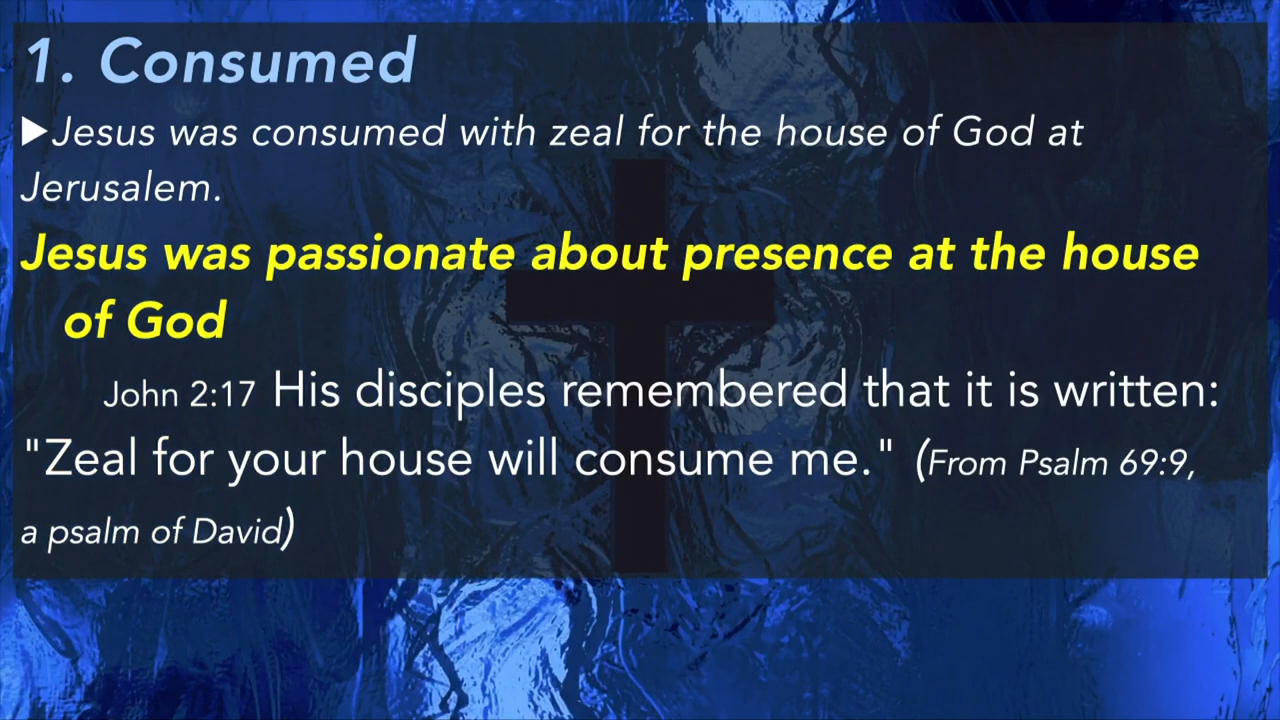 1. Consumed
▶Jesus was consumed with zeal for the house of God at
Jerusalem.
Jesus was passionate about presence at the house
of God
John 2:17 His disciples remembered that it is written:
"Zeal for your house will consume me." (From Psalm 69:9,
a psalm of David)